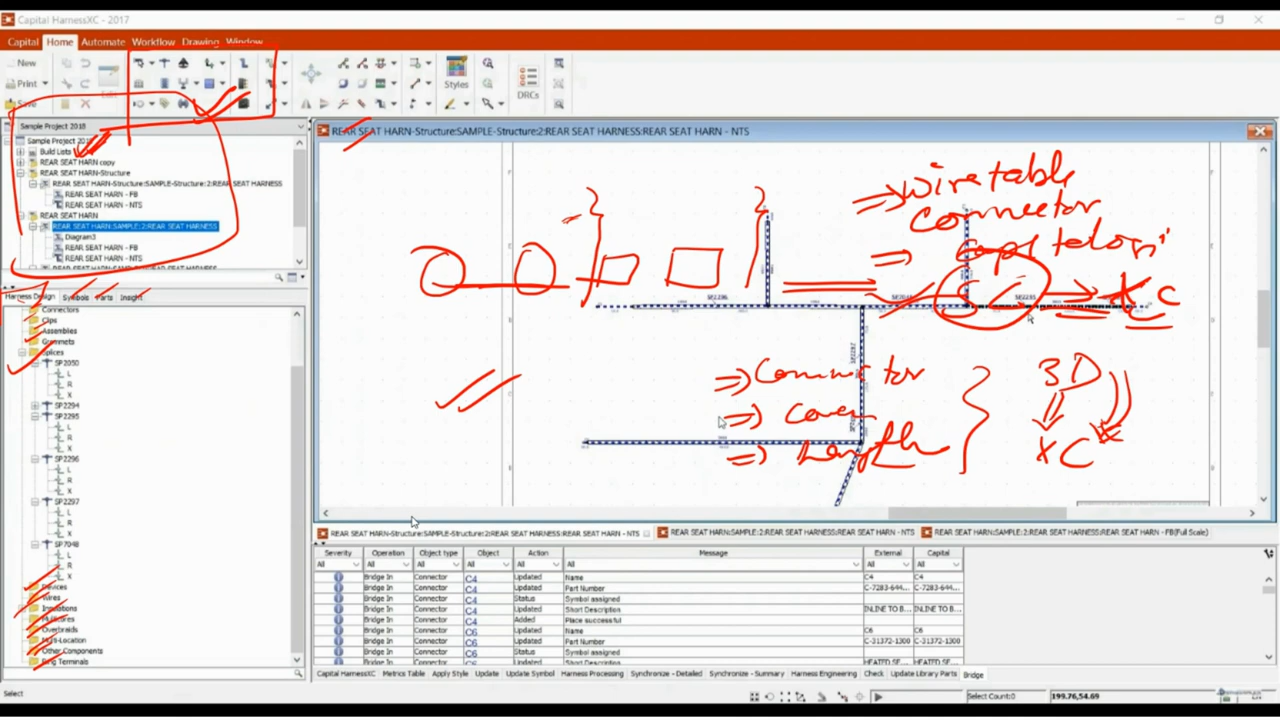 Capital HarnessXC - 2017
Capital Home Automate Workflow Drawing Window
New
Print
Save
Styles
DRCs
Sample Project 2018
Sample Project 201
Build Lists
REAR SEAT HARN copy
REAR SEAT HARN-Structure
REAR SEAT HARN-Structure:SAMPLE-Structure:2:REAR SEAT HARNESS
REAR SEAT HARN - FB
REAR SEAT HARN - NTS
REAR SEAT HARN
REAR SEAT HARN:SAMPLE:2:REAR SEAT HARNESS
Diagram3
REAR SEAT HARN - FB
REAR SEAT HARN - NTS
Harness Design Symbols Parts Insight
Connectors
Clips
Assemblies
Grommets
Splices
SP2050
L
R
X
SP2294
SP2295
L
R
X
SP2296
L
R
X
SP2297
L
R
X
SP7048
L
R
X
Devices
Wires
Insulations
Multicores
Overbraids
Multi-Location
Other Components
Ring Terminals
Select
REAR SEAT HARN-Structure:SAMPLE-Structure:2:REAR SEAT HARNESS:REAR SEAT HARN - NTS
wire table
connector
SP2296
SP2295
XC
SP2297
Connector
Cover
Length
3D
XC
REAR SEAT HARN-Structure:SAMPLE-Structure:2:REAR SEAT HARNESS:REAR SEAT HARN - NTS REAR SEAT HARN:SAMPLE:2:REAR SEAT HARNESS:REAR SEAT HARN - NTS REAR SEAT HARN:SAMPLE:2:REAR SEAT HARNESS:REAR SEAT HARN - FB(Full Scale)
Severity Operation Object type Object Action Message External Capital
All All All All All All All All
Bridge In Connector C4 Updated Name C4 C4
Bridge In Connector C4 Updated Part Number C-7283-644... C-7283-644...
Bridge In Connector C4 Status Symbol assigned
Bridge In Connector C4 Updated Short Description INLINE TO B... INLINE TO B...
Bridge In Connector C4 Added Place successful
Bridge In Connector C6 Updated Name C6 C6
Bridge In Connector C6 Updated Part Number C-31372-1300 C-31372-1300
Bridge In Connector C6 Status Symbol assigned
Bridge In Connector C6 Updated Short Description HEATED SE... HEATED SE...
Capital HarnessXC Metrics Table Apply Style Update Update Symbol Harness Processing Synchronize - Detailed Synchronize - Summary Harness Engineering Check Update Library Parts Bridge
Select Count:0 199.76,54.69